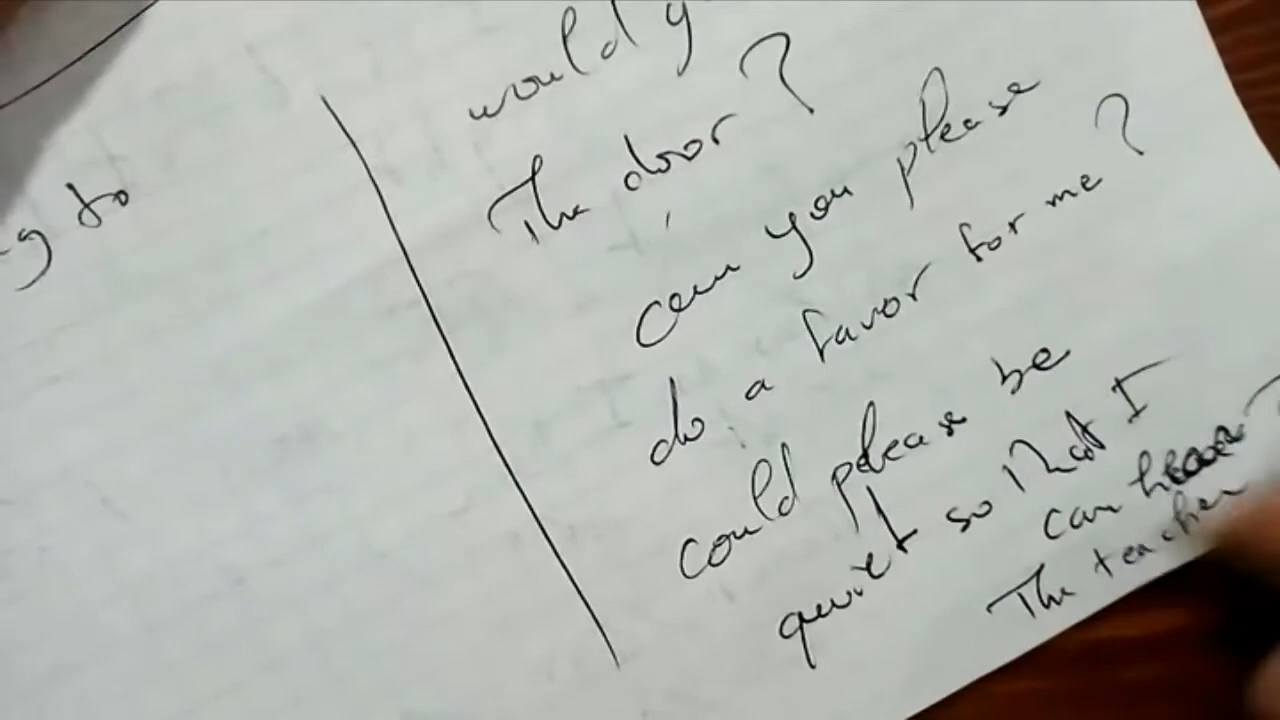 would y
The door?
can you please
do a favor for me?
could please be
quiet so that I
can hear
The teacher
g to